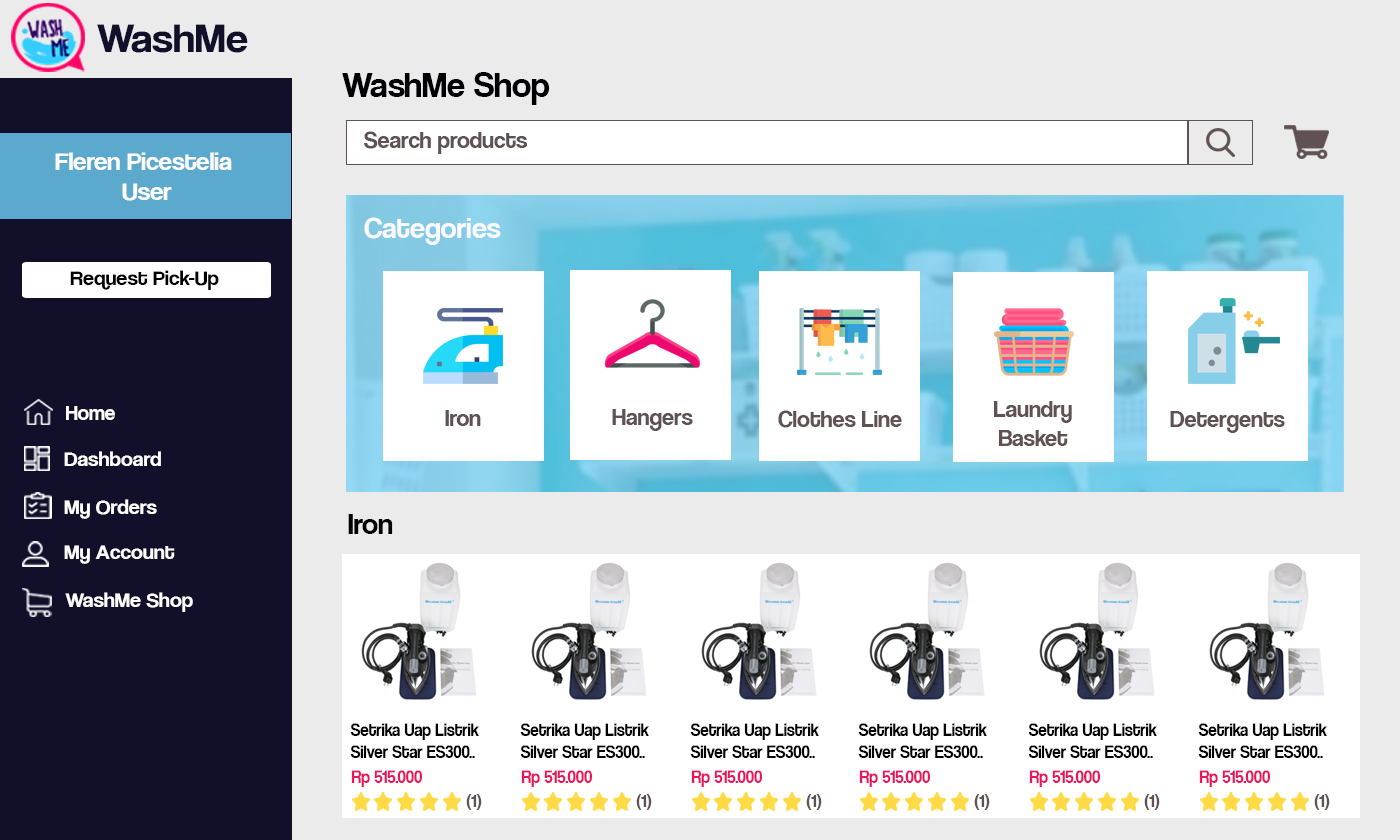 WASH
ME
WashMe
Fleren Picestelia
User
Request Pick-Up
Home
Dashboard
My Orders
My Account
WashMe Shop
WashMe Shop
Search products
Categories
Iron
Hangers
Clothes Line
Laundry
Basket
Detergents
Iron
Setrika Uap Listrik
Silver Star ES300..
Rp 515.000
(1)
Setrika Uap Listrik
Silver Star ES300..
Rp 515.000
(1)
Setrika Uap Listrik
Silver Star ES300..
Rp 515.000
(1)
Setrika Uap Listrik
Silver Star ES300..
Rp 515.000
(1)
Setrika Uap Listrik
Silver Star ES300..
Rp 515.000
(1)
Setrika Uap Listrik
Silver Star ES300..
Rp 515.000
(1)